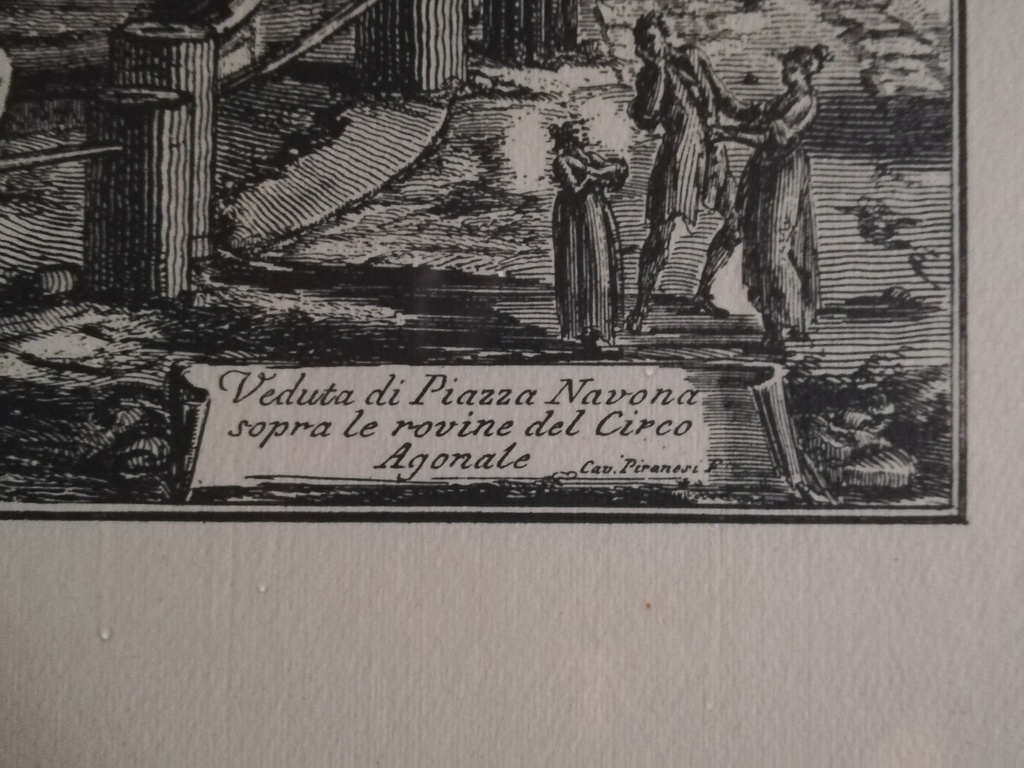 Veduta di Piazza Navona
sopra le rovine del Circo
Agonale Cav. Piranesi F